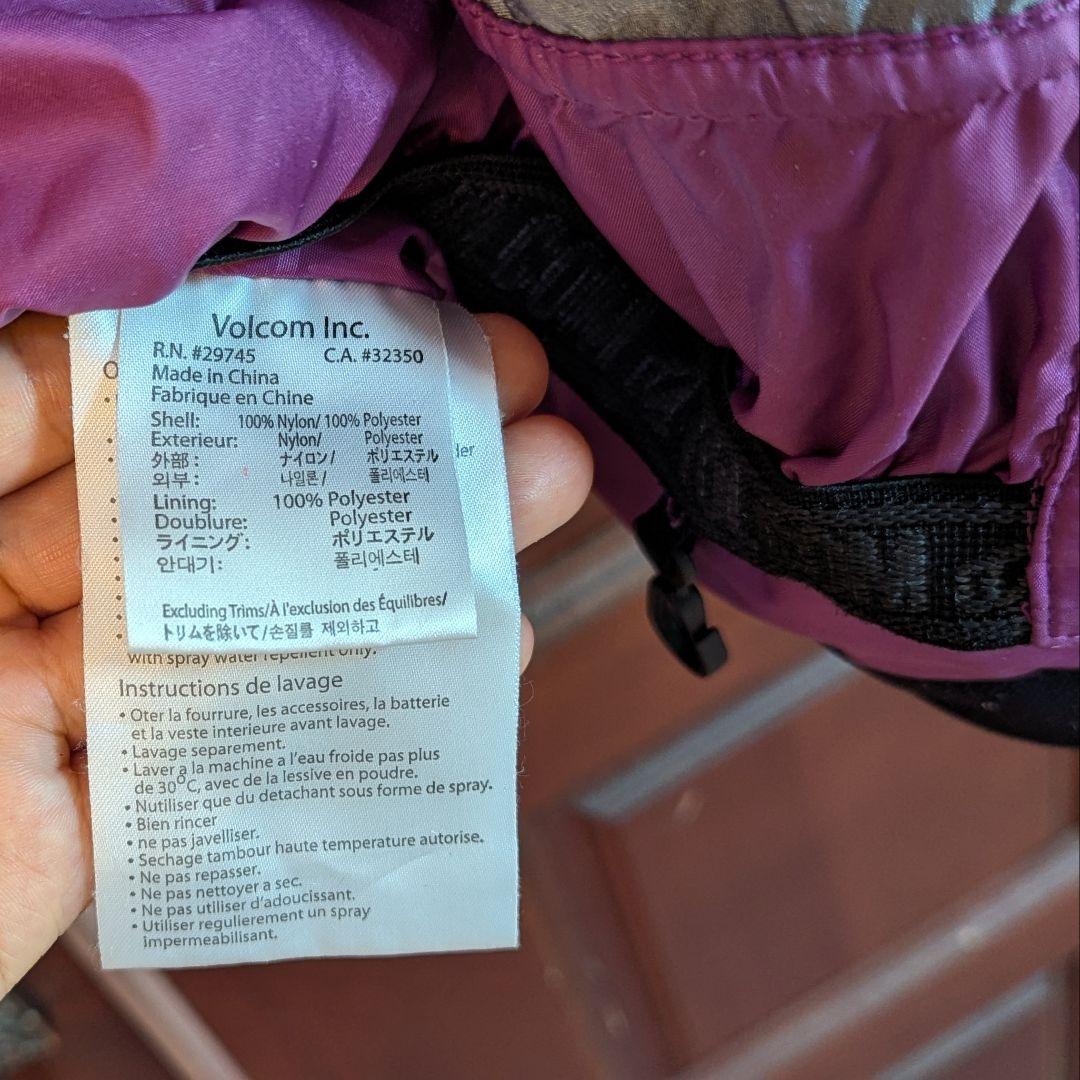 Volcom Inc.
R.N. #29745 C.A. #32350
Made in China
Fabrique en Chine
Shell: 100% Nylon/ 100% Polyester
Exterieur: Nylon/ Polyester
外部: ナイロン/ ポリエステル
외부: 나일론/ 폴리에스테
Lining: 100% Polyester
Doublure: Polyester
ライニング: ポリエステル
안대기: 폴리에스테
Excluding Trims/À l'exclusion des Équilibres/
トリムを除いて/손질를 제외하고
with spray water repellent only.
Instructions de lavage
• Oter la fourrure, les accessoires, la batterie
et la veste interieure avant lavage.
• Lavage separement.
• Laver a la machine a l'eau froide pas plus
de 30°C, avec de la lessive en poudre.
• Nutiliser que du detachant sous forme de spray.
• Bien rincer
• ne pas javelliser.
• Sechage tambour haute temperature autorise.
• Ne pas repasser.
• Ne pas nettoyer a sec.
• Ne pas utiliser d'adoucissant.
• Utiliser regulierement un spray
impermeabilisant.